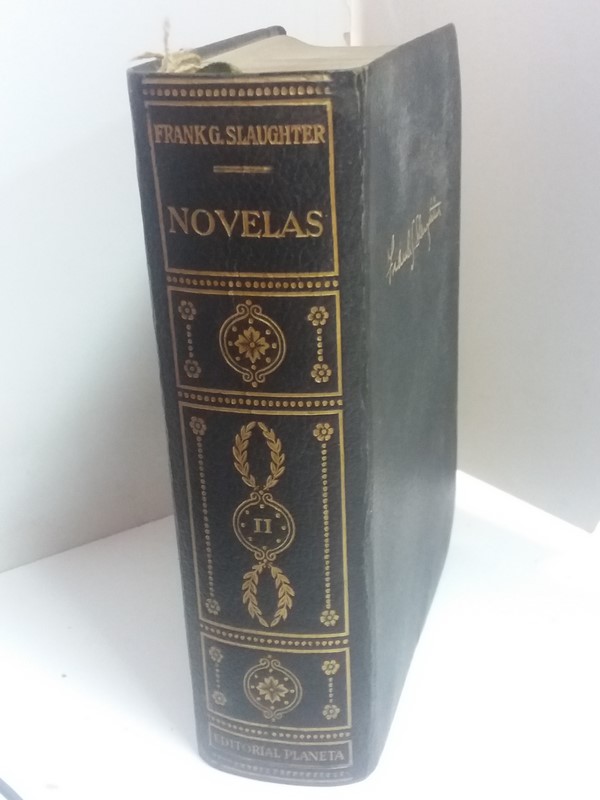 FRANK G. SLAUGHTER
NOVELAS
II
EDITORIAL PLANETA